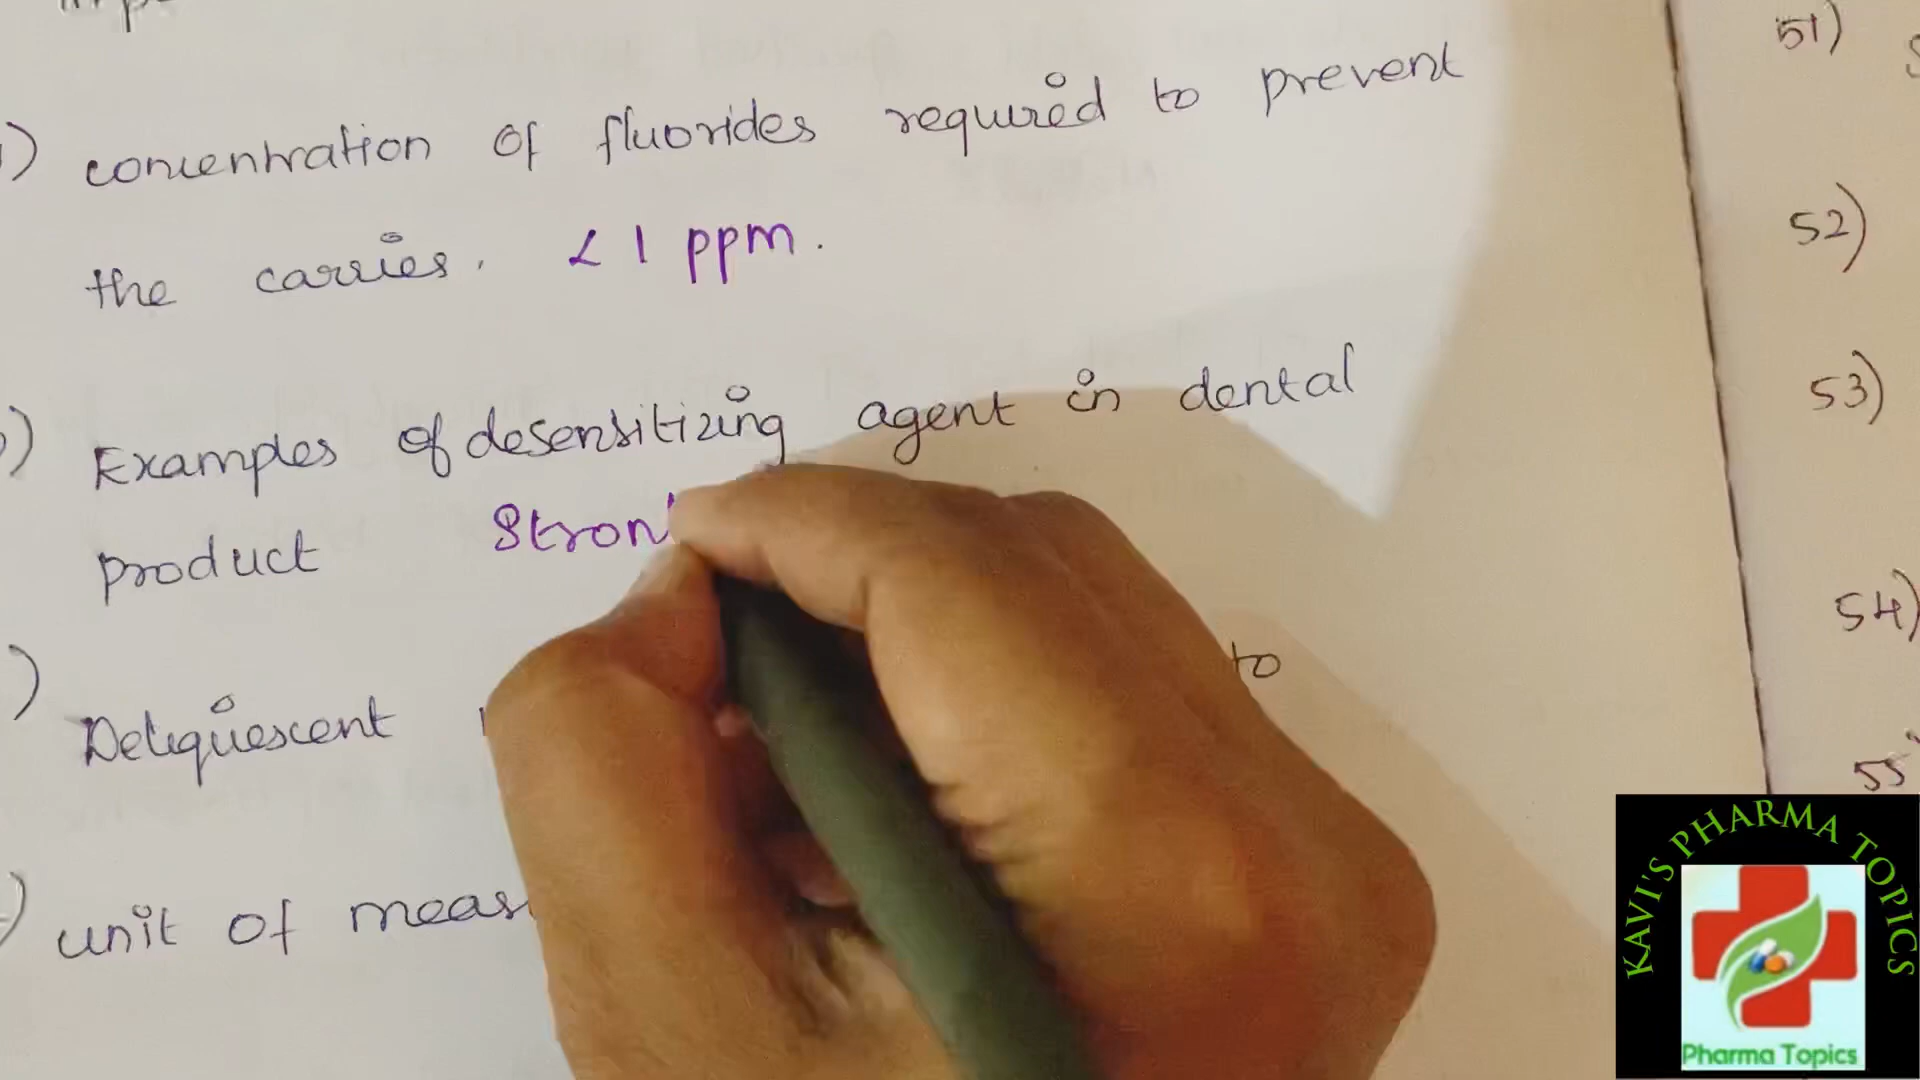 concentration of fluorides required to prevent
the carries. < 1 ppm.
Examples of desensitizing agent in dental
product Stron
Deliquescent to
unit of meas
51)
52)
53)
54)
55
KAVI'S PHARMA TOPICS
Pharma Topics